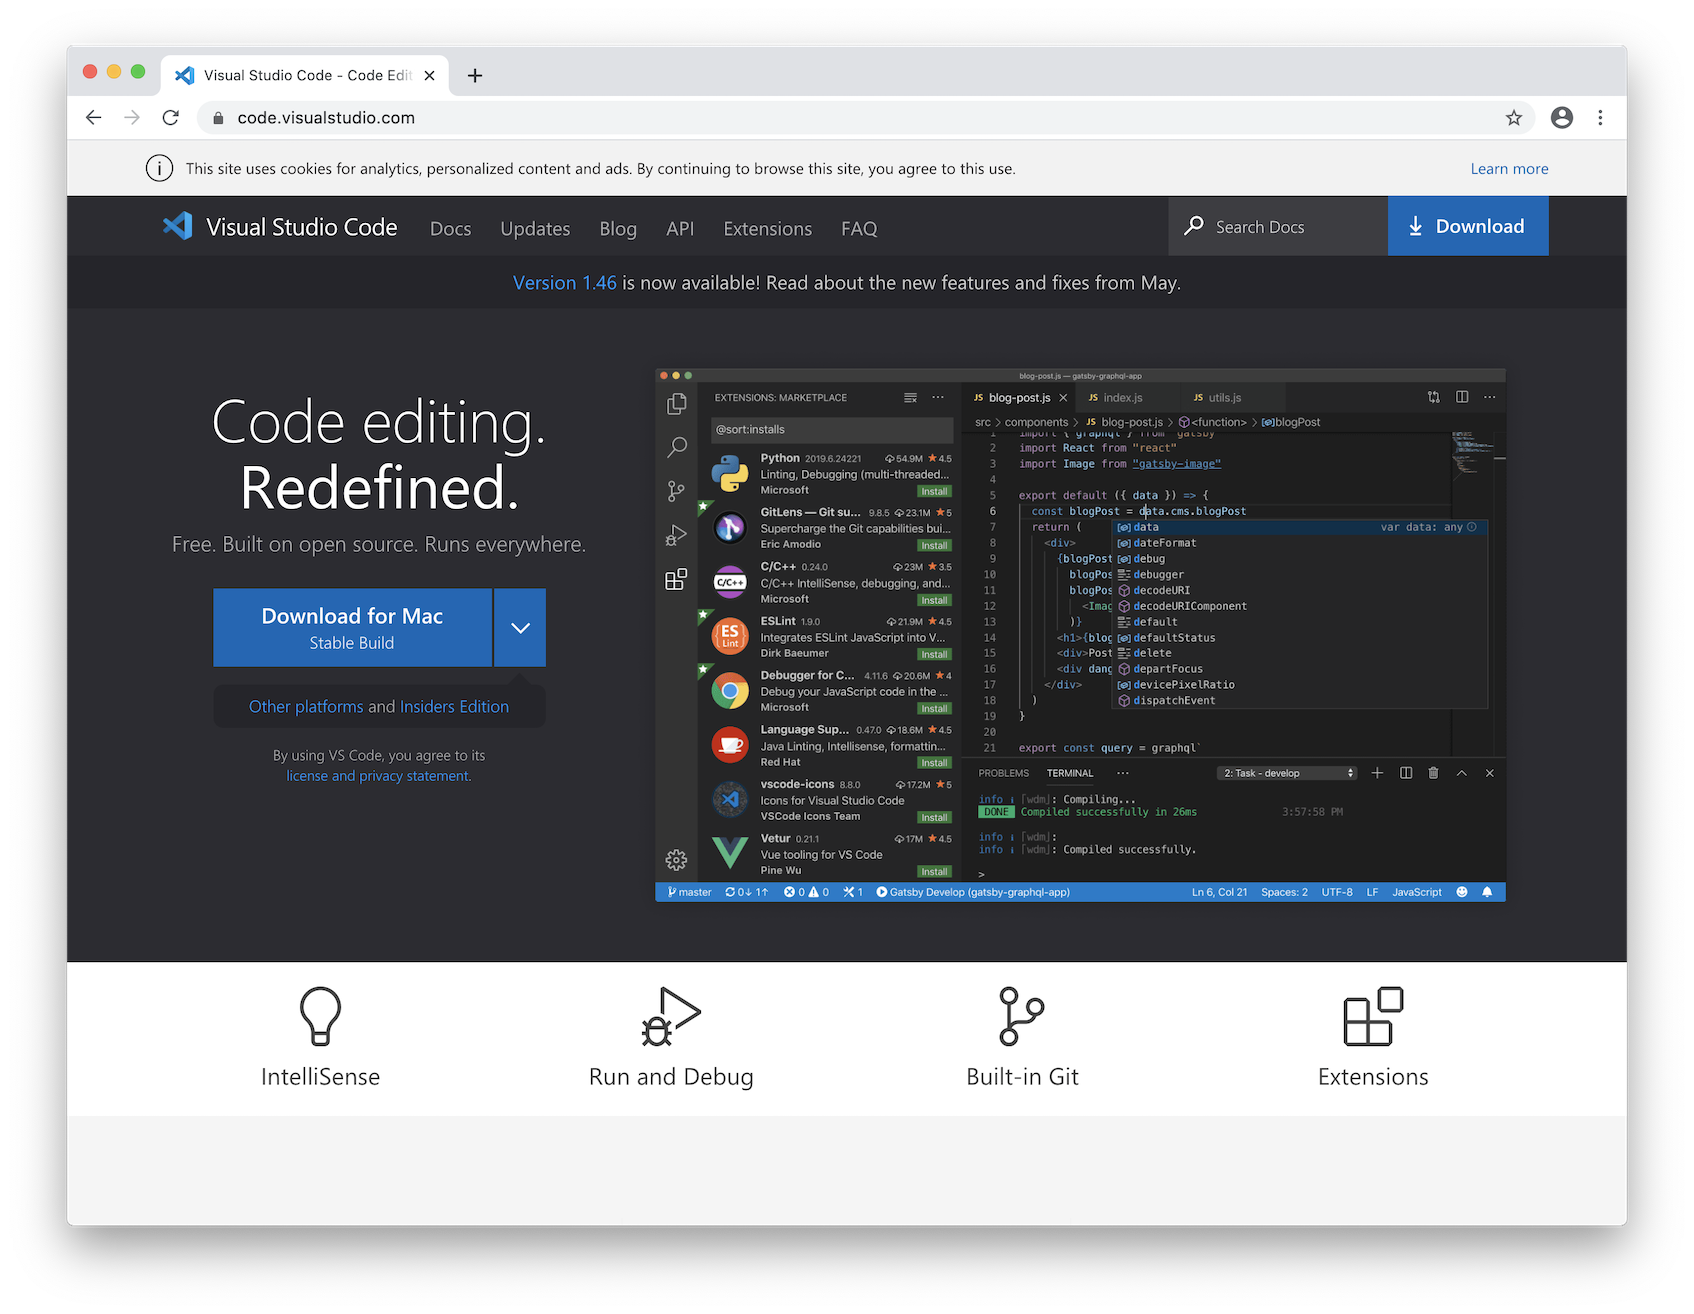 Visual Studio Code - Code Edit
code.visualstudio.com
This site uses cookies for analytics, personalized content and ads. By continuing to browse this site, you agree to this use.
Learn more
Visual Studio Code
Docs
Updates
Blog
API
Extensions
FAQ
Search Docs
Download
Version 1.46 is now available! Read about the new features and fixes from May.
Code editing.
Redefined.
Free. Built on open source. Runs everywhere.
Download for Mac
Stable Build
Other platforms and Insiders Edition
By using VS Code, you agree to its
license and privacy statement.
blog-post.js — gatsby-graphql-app
EXTENSIONS: MARKETPLACE
@sort:installs
Python 2019.6.24221 54.9M 4.5
Linting, Debugging (multi-threaded...
Microsoft
Install
GitLens — Git su... 9.8.5 23.1M 5
Supercharge the Git capabilities bui...
Eric Amodio
Install
C/C++
C/C++ 0.24.0 23M 3.5
C/C++ IntelliSense, debugging, and...
Microsoft
Install
ES
Lint
ESLint 1.9.0 21.9M 4.5
Integrates ESLint JavaScript into V...
Dirk Baeumer
Install
Debugger for C... 4.11.6 20.6M 4
Debug your JavaScript code in the ...
Microsoft
Install
Language Sup... 0.47.0 18.6M 4.5
Java Linting, Intellisense, formattin...
Red Hat
Install
vscode-icons 8.8.0 17.2M 5
Icons for Visual Studio Code
VSCode Icons Team
Install
Vetur 0.21.1 17M 4.5
Vue tooling for VS Code
Pine Wu
Install
JS blog-post.js
JS index.js
JS utils.js
src > components > JS blog-post.js > <function> > blogPost
1 import { graphql } from "gatsby"
2 import React from "react"
3 import Image from "gatsby-image"
4
5 export default ({ data }) => {
6 const blogPost = data.cms.blogPost
7 return (
8 <div>
9 {blogPost
10 blogPos
11 blogPos
12 <Imag
13 )}
14 <h1>{blog
15 <div>Post
16 <div dang
17 </div>
18 )
19 }
20
21 export const query = graphql`
data
var data: any
dateFormat
debug
debugger
decodeURI
decodeURIComponent
default
defaultStatus
delete
departFocus
devicePixelRatio
dispatchEvent
PROBLEMS
TERMINAL
2: Task - develop
info i ｢wdm｣: Compiling...
DONE Compiled successfully in 26ms 3:57:58 PM
info i ｢wdm｣:
info i ｢wdm｣: Compiled successfully.
>
master
0↓ 1↑
0
0
1
Gatsby Develop (gatsby-graphql-app)
Ln 6, Col 21
Spaces: 2
UTF-8
LF
JavaScript
IntelliSense
Run and Debug
Built-in Git
Extensions